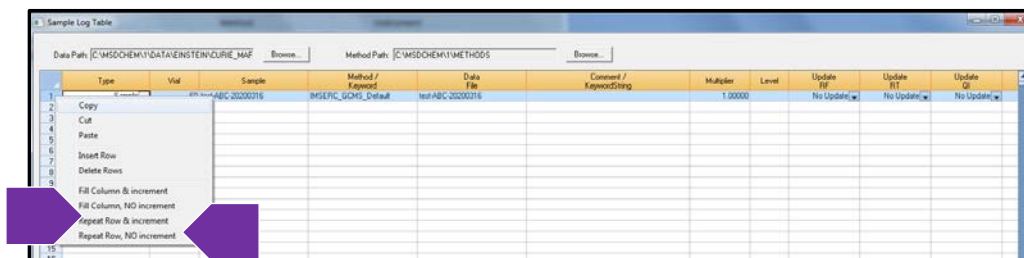 Sample Log Table
Data Path: C:\MSDCHEM\1\DATA\EINSTEIN\CURIE_MAF Browse... Method Path: C:\MSDCHEM\1\METHODS Browse...
Type Vial Sample Method / Keyword Data File Comment / KeywordString Multiplier Level Update RF Update RT Update QI
1 Sample test-ABC-20200316 IMSERC_GCMS_Default test-ABC-20200316 1.00000 No Update No Update No Update
2 Copy
3 Cut
4
5 Paste
6
7 Insert Row
8 Delete Rows
9
Fill Column & increment
Fill Column, NO increment
Repeat Row & increment
Repeat Row, NO increment
15